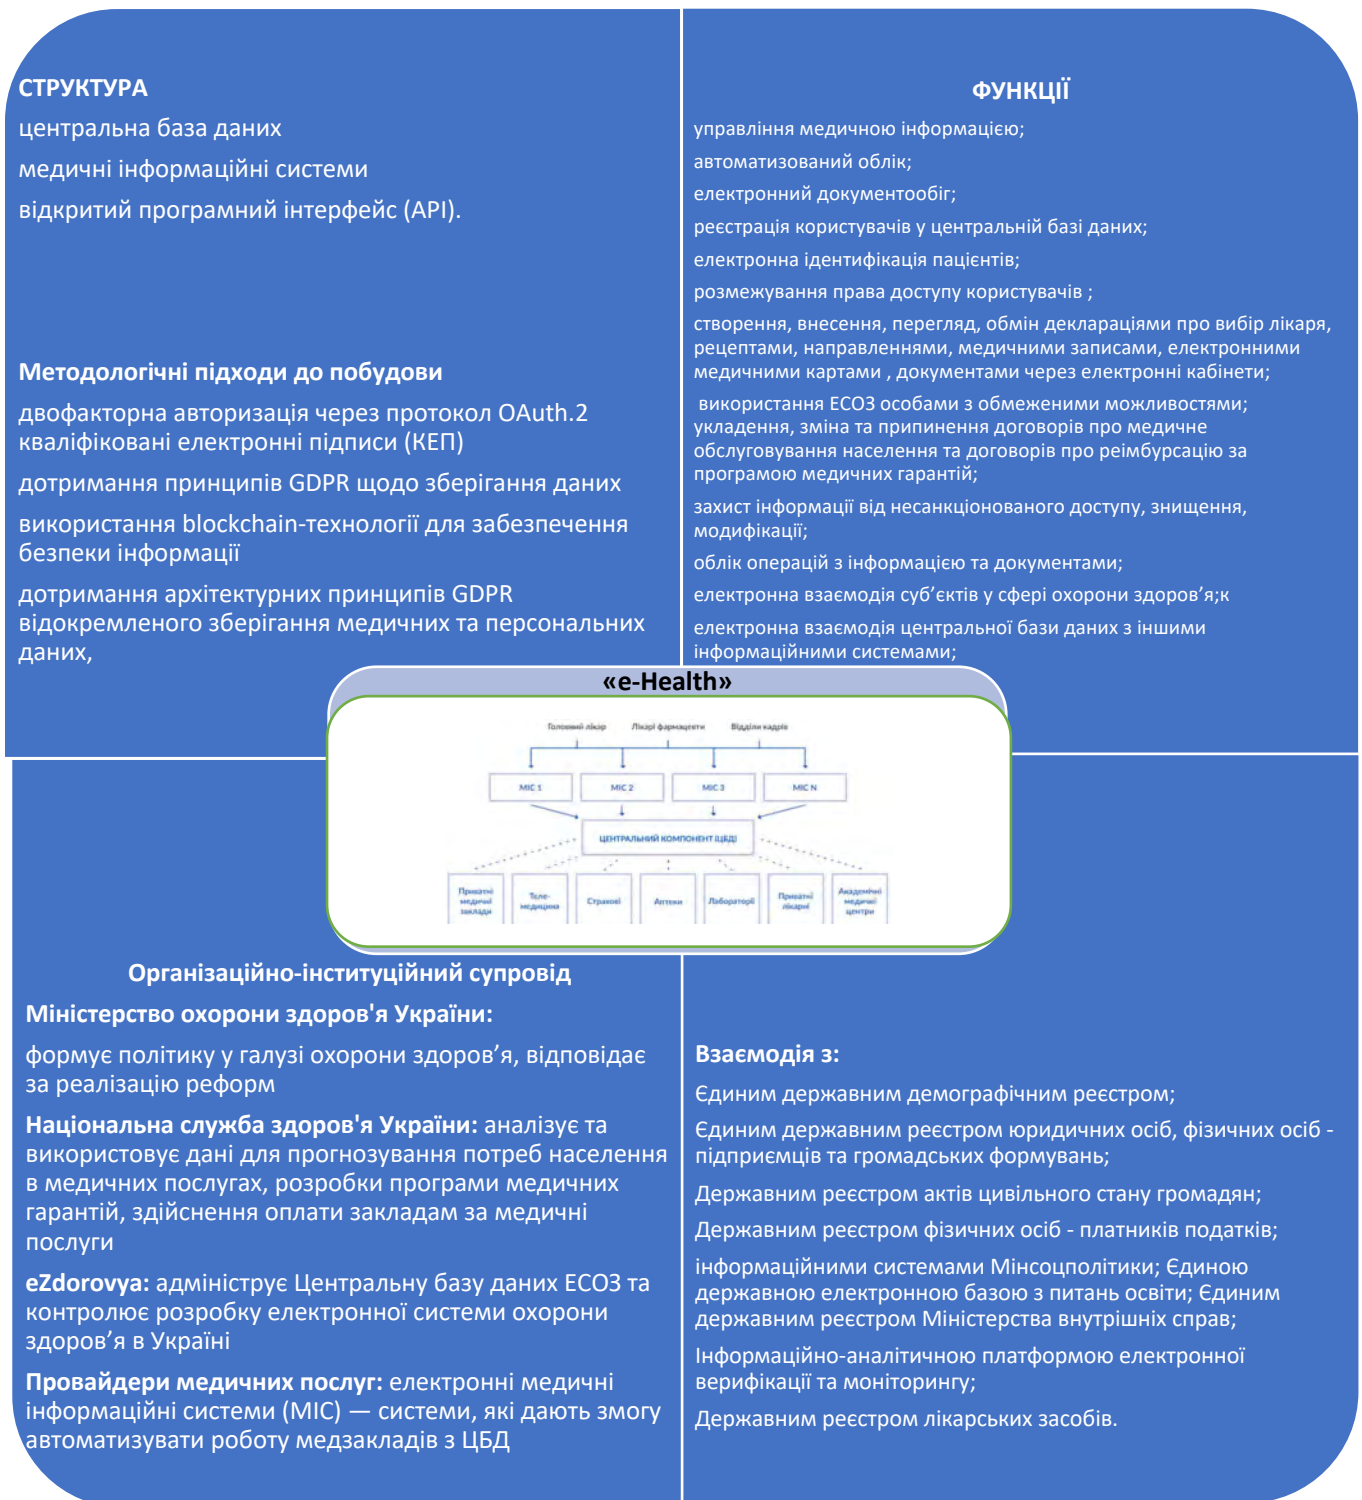 СТРУКТУРА
центральна база даних
медичні інформаційні системи
відкритий програмний інтерфейс (API).
Методологічні підходи до побудови
двофакторна авторизація через протокол OAuth.2
кваліфіковані електронні підписи (КЕП)
дотримання принципів GDPR щодо зберігання даних
використання blockchain-технології для забезпечення
безпеки інформації
дотримання архітектурних принципів GDPR
відокремленого зберігання медичних та персональних
даних,
ФУНКЦІЇ
управління медичною інформацією;
автоматизований облік;
електронний документообіг;
реєстрація користувачів у центральній базі даних;
електронна ідентифікація пацієнтів;
розмежування права доступу користувачів ;
створення, внесення, перегляд, обмін деклараціями про вибір лікаря,
рецептами, направленнями, медичними записами, електронними
медичними картами , документами через електронні кабінети;
використання ЕСОЗ особами з обмеженими можливостями;
укладення, зміна та припинення договорів про медичне
обслуговування населення та договорів про реімбурсацію за
програмою медичних гарантій;
захист інформації від несанкціонованого доступу, знищення,
модифікації;
облік операцій з інформацією та документами;
електронна взаємодія суб’єктів у сфері охорони здоров’я;к
електронна взаємодія центральної бази даних з іншими
інформаційними системами;
«e-Health»
Головний лікар Лікарі фармацевти Відділи кадрів
МІС 1 МІС 2 МІС 3 МІС N
ЦЕНТРАЛЬНИЙ КОМПОНЕНТ (ЦБД)
Приватні
медичні
заклади
Теле-
медицина
Страхові
Аптеки
Лабораторії
Приватні
лікарні
Академічні
медичні
центри
Організаційно-інституційний супровід
Міністерство охорони здоров'я України:
формує політику у галузі охорони здоров’я, відповідає
за реалізацію реформ
Національна служба здоров'я України: аналізує та
використовує дані для прогнозування потреб населення
в медичних послугах, розробки програми медичних
гарантій, здійснення оплати закладам за медичні
послуги
eZdorovya: адмініструє Центральну базу даних ЕСОЗ та
контролює розробку електронної системи охорони
здоров’я в Україні
Провайдери медичних послуг: електронні медичні
інформаційні системи (МІС) — системи, які дають змогу
автоматизувати роботу медзакладів з ЦБД
Взаємодія з:
Єдиним державним демографічним реєстром;
Єдиним державним реєстром юридичних осіб, фізичних осіб -
підприємців та громадських формувань;
Державним реєстром актів цивільного стану громадян;
Державним реєстром фізичних осіб - платників податків;
інформаційними системами Мінсоцполітики; Єдиною
державною електронною базою з питань освіти; Єдиним
державним реєстром Міністерства внутрішніх справ;
Інформаційно-аналітичною платформою електронної
верифікації та моніторингу;
Державним реєстром лікарських засобів.